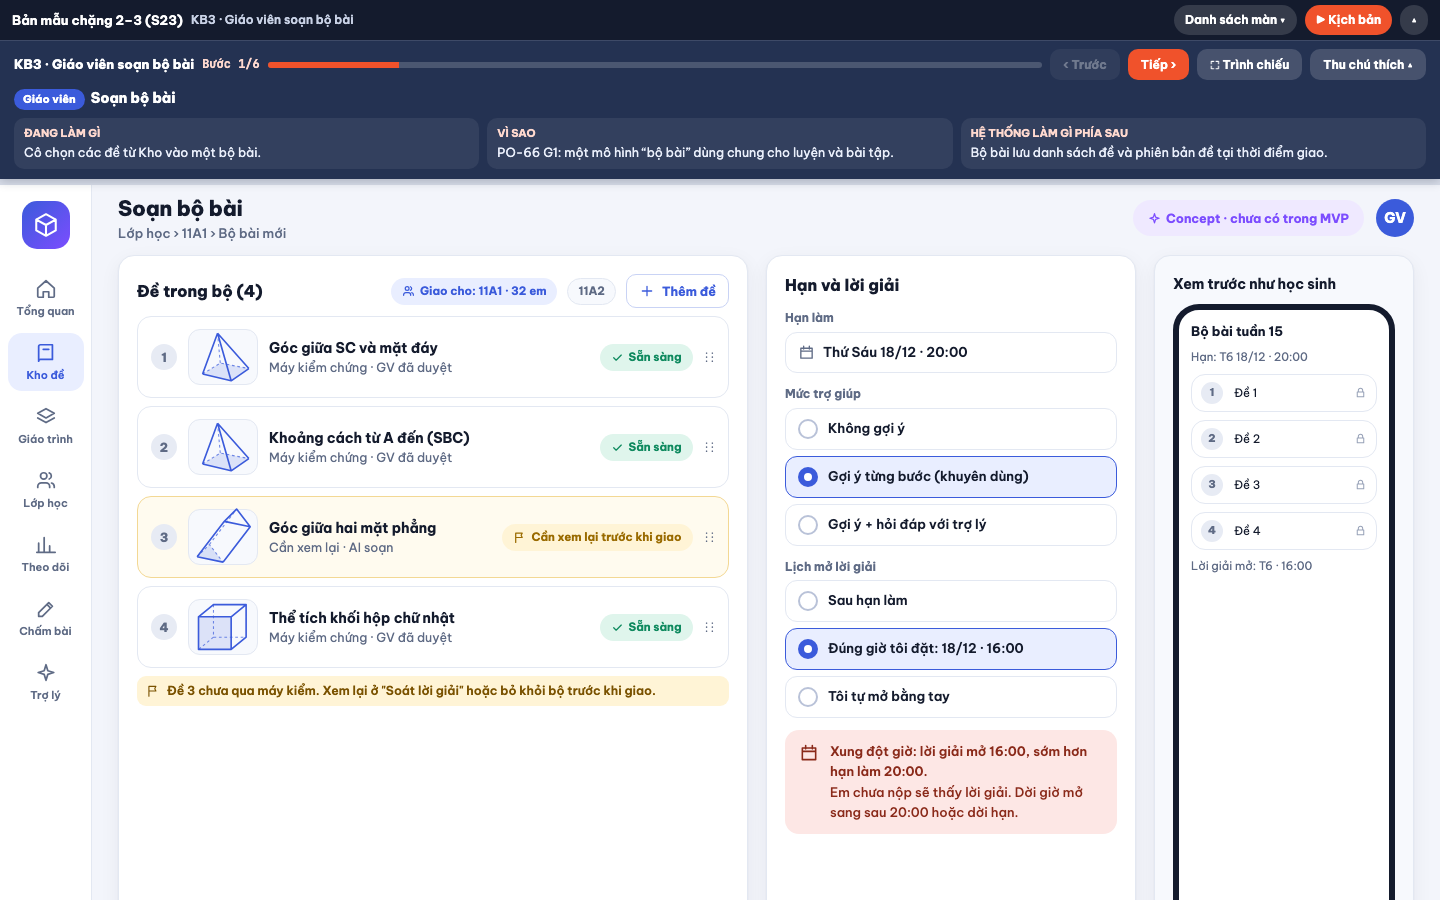 Bản mẫu chặng 2–3 (S23) KB3 · Giáo viên soạn bộ bài
Danh sách màn ▾
▶ Kịch bản
▴
KB3 · Giáo viên soạn bộ bài Bước 1/6
‹ Trước
Tiếp ›
⛶ Trình chiếu
Thu chú thích ▴
Giáo viên Soạn bộ bài
ĐANG LÀM GÌ
Cô chọn các đề từ Kho vào một bộ bài.
VÌ SAO
PO-66 G1: một mô hình “bộ bài” dùng chung cho luyện và bài tập.
HỆ THỐNG LÀM GÌ PHÍA SAU
Bộ bài lưu danh sách đề và phiên bản đề tại thời điểm giao.
Tổng quan
Kho đề
Giáo trình
Lớp học
Theo dõi
Chấm bài
Trợ lý
Soạn bộ bài
Lớp học › 11A1 › Bộ bài mới
Concept · chưa có trong MVP
GV
Đề trong bộ (4)
Giao cho: 11A1 · 32 em
11A2
Thêm đề
1
Góc giữa SC và mặt đáy
Máy kiểm chứng · GV đã duyệt
Sẵn sàng
2
Khoảng cách từ A đến (SBC)
Máy kiểm chứng · GV đã duyệt
Sẵn sàng
3
Góc giữa hai mặt phẳng
Cần xem lại · AI soạn
Cần xem lại trước khi giao
4
Thể tích khối hộp chữ nhật
Máy kiểm chứng · GV đã duyệt
Sẵn sàng
Đề 3 chưa qua máy kiểm. Xem lại ở "Soát lời giải" hoặc bỏ khỏi bộ trước khi giao.
Hạn và lời giải
Hạn làm
Thứ Sáu 18/12 · 20:00
Mức trợ giúp
Không gợi ý
Gợi ý từng bước (khuyên dùng)
Gợi ý + hỏi đáp với trợ lý
Lịch mở lời giải
Sau hạn làm
Đúng giờ tôi đặt: 18/12 · 16:00
Tôi tự mở bằng tay
Xung đột giờ: lời giải mở 16:00, sớm hơn
hạn làm 20:00.
Em chưa nộp sẽ thấy lời giải. Dời giờ mở
sang sau 20:00 hoặc dời hạn.
Xem trước như học sinh
Bộ bài tuần 15
Hạn: T6 18/12 · 20:00
1 Đề 1
2 Đề 2
3 Đề 3
4 Đề 4
Lời giải mở: T6 · 16:00